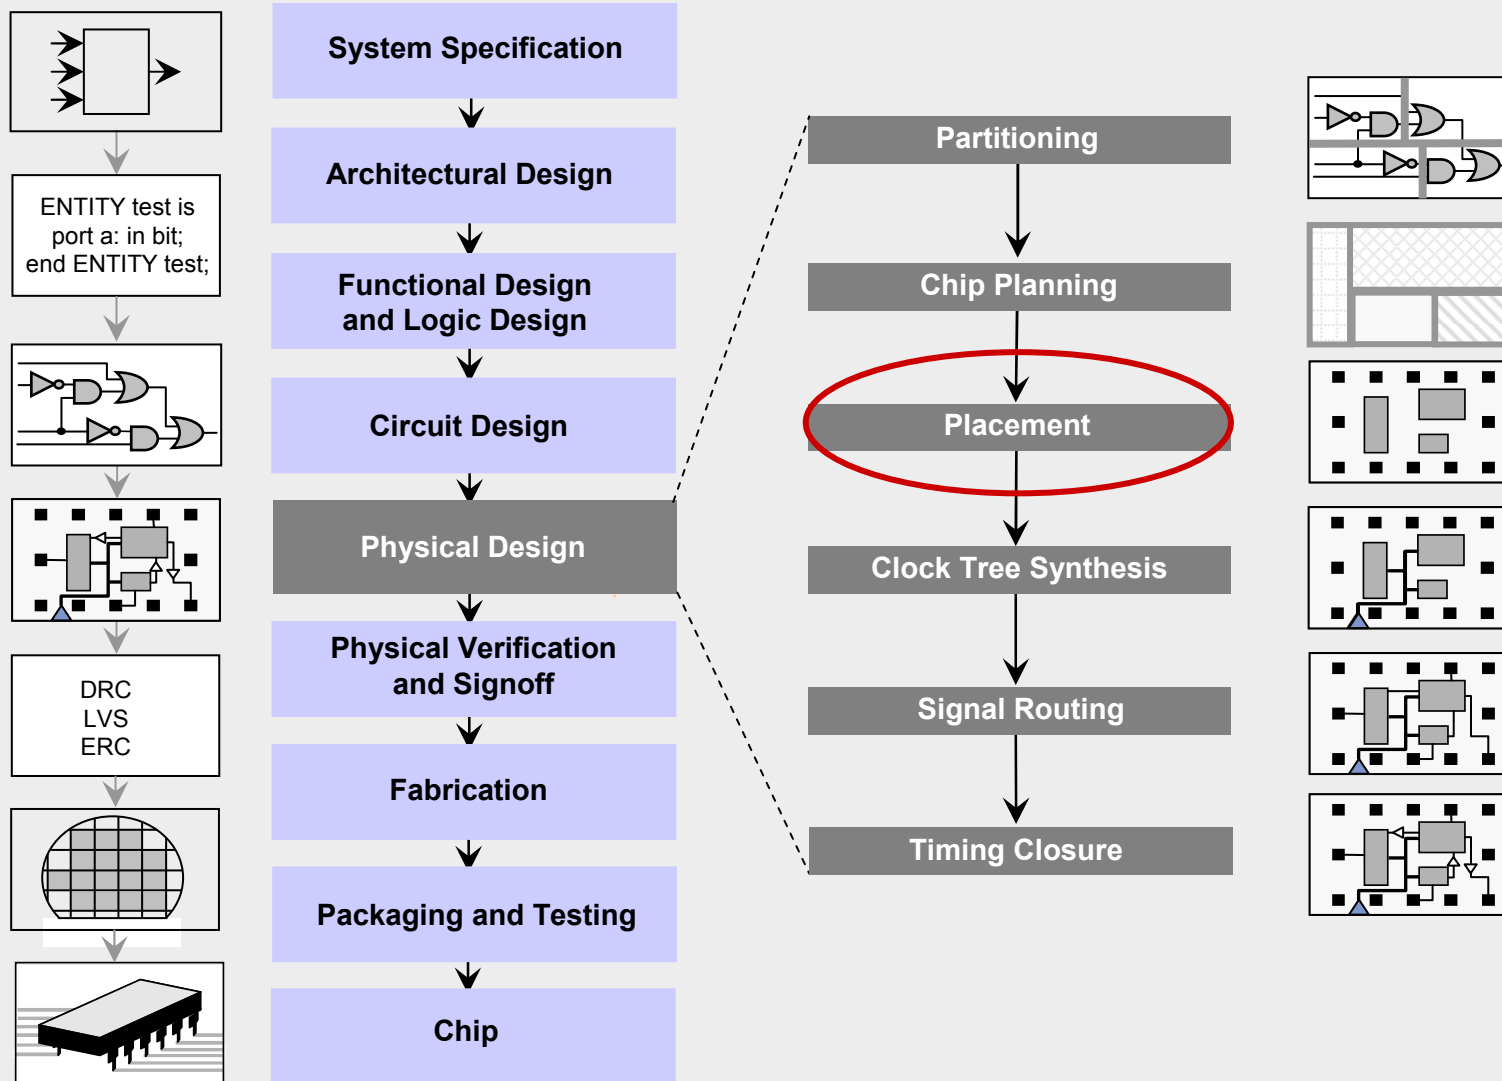 System Specification
Architectural Design
ENTITY test is
port a: in bit;
end ENTITY test;
Functional Design
and Logic Design
Circuit Design
Physical Design
Physical Verification
and Signoff
DRC
LVS
ERC
Fabrication
Packaging and Testing
Chip
Partitioning
Chip Planning
Placement
Clock Tree Synthesis
Signal Routing
Timing Closure